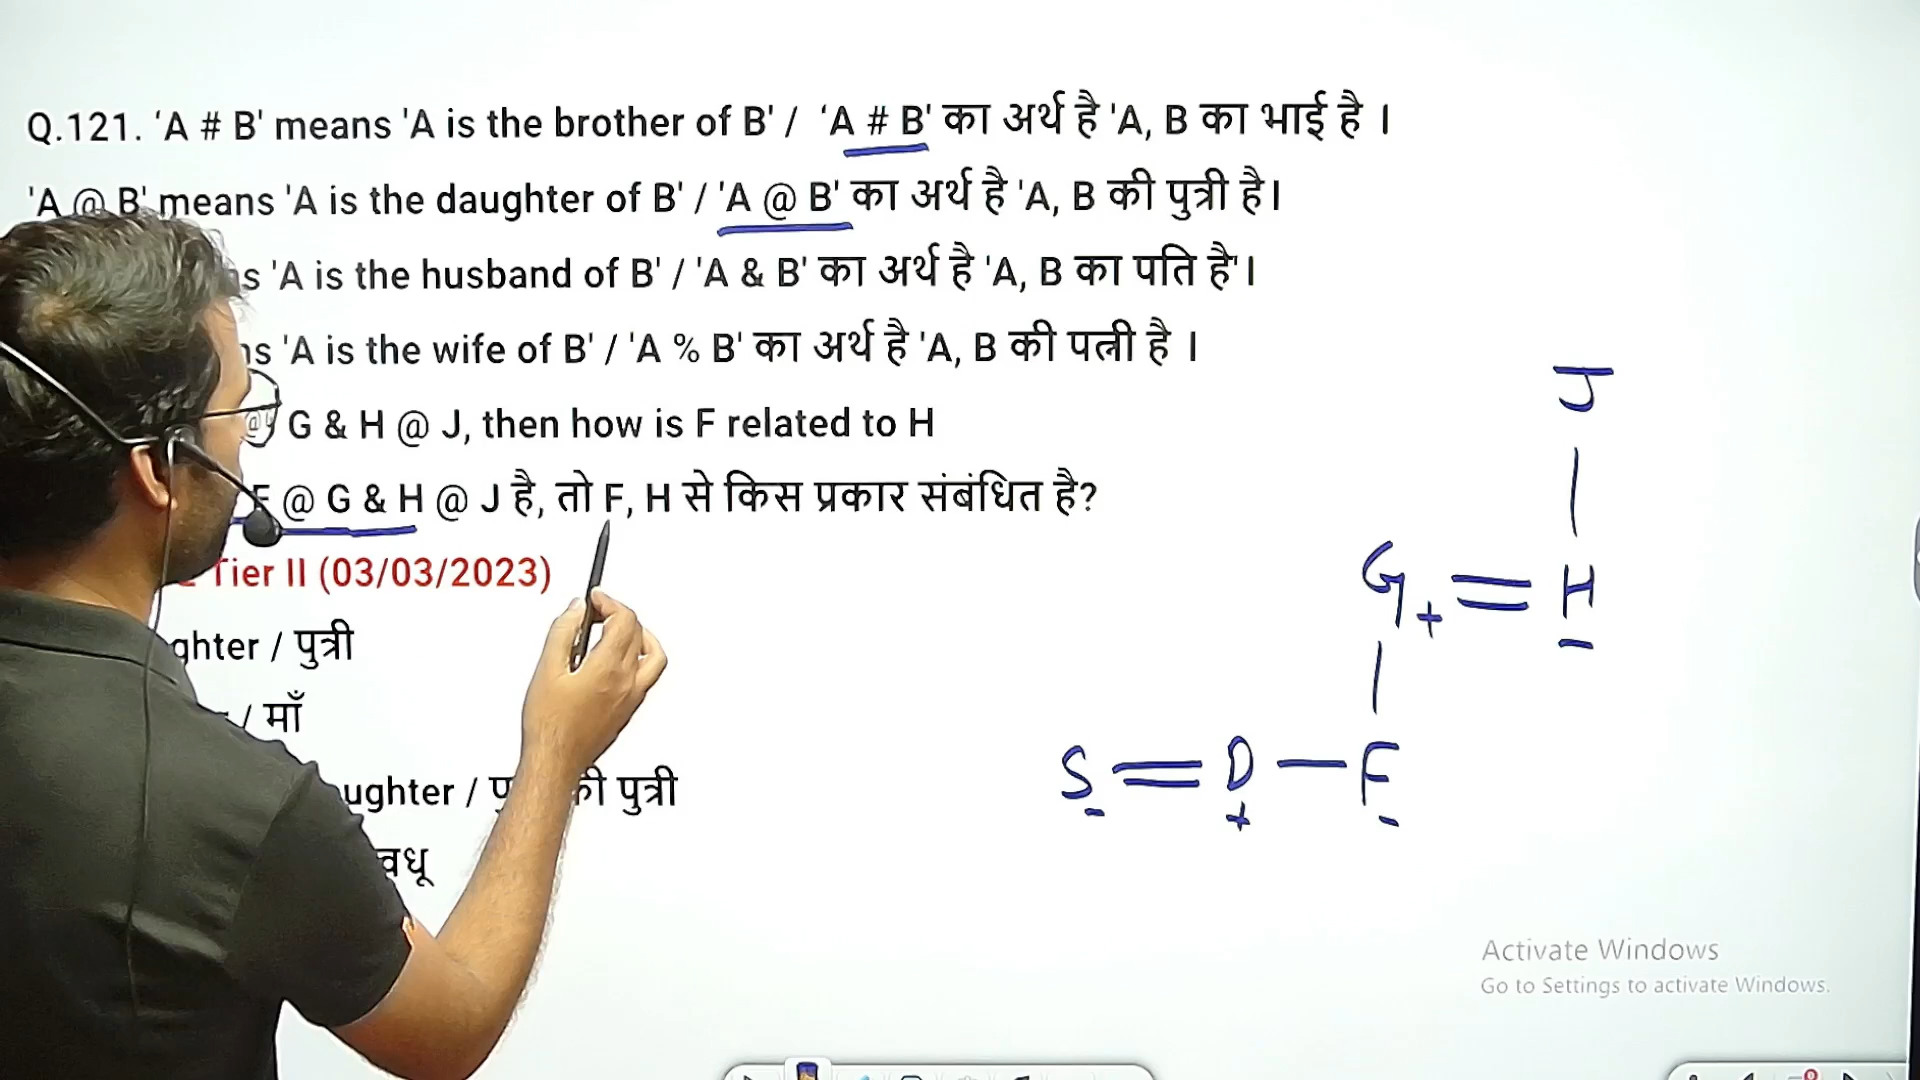 Q.121. ‘A # B' means 'A is the brother of B' / ‘A # B' का अर्थ है 'A, B का भाई है ।
'A @ B' means 'A is the daughter of B' / 'A @ B' का अर्थ है 'A, B की पुत्री है।
'A is the husband of B' / 'A & B' का अर्थ है 'A, B का पति है'।
'A is the wife of B' / 'A % B' का अर्थ है 'A, B की पत्नी है ।
G & H @ J, then how is F related to H
F @ G & H @ J है, तो F, H से किस प्रकार संबंधित है?
Tier II (03/03/2023)
ghter / पुत्री
/ माँ
ughter / पु की पुत्री
वधू
J
G + = H -
S - = D + — F -
Activate Windows
Go to Settings to activate Windows.